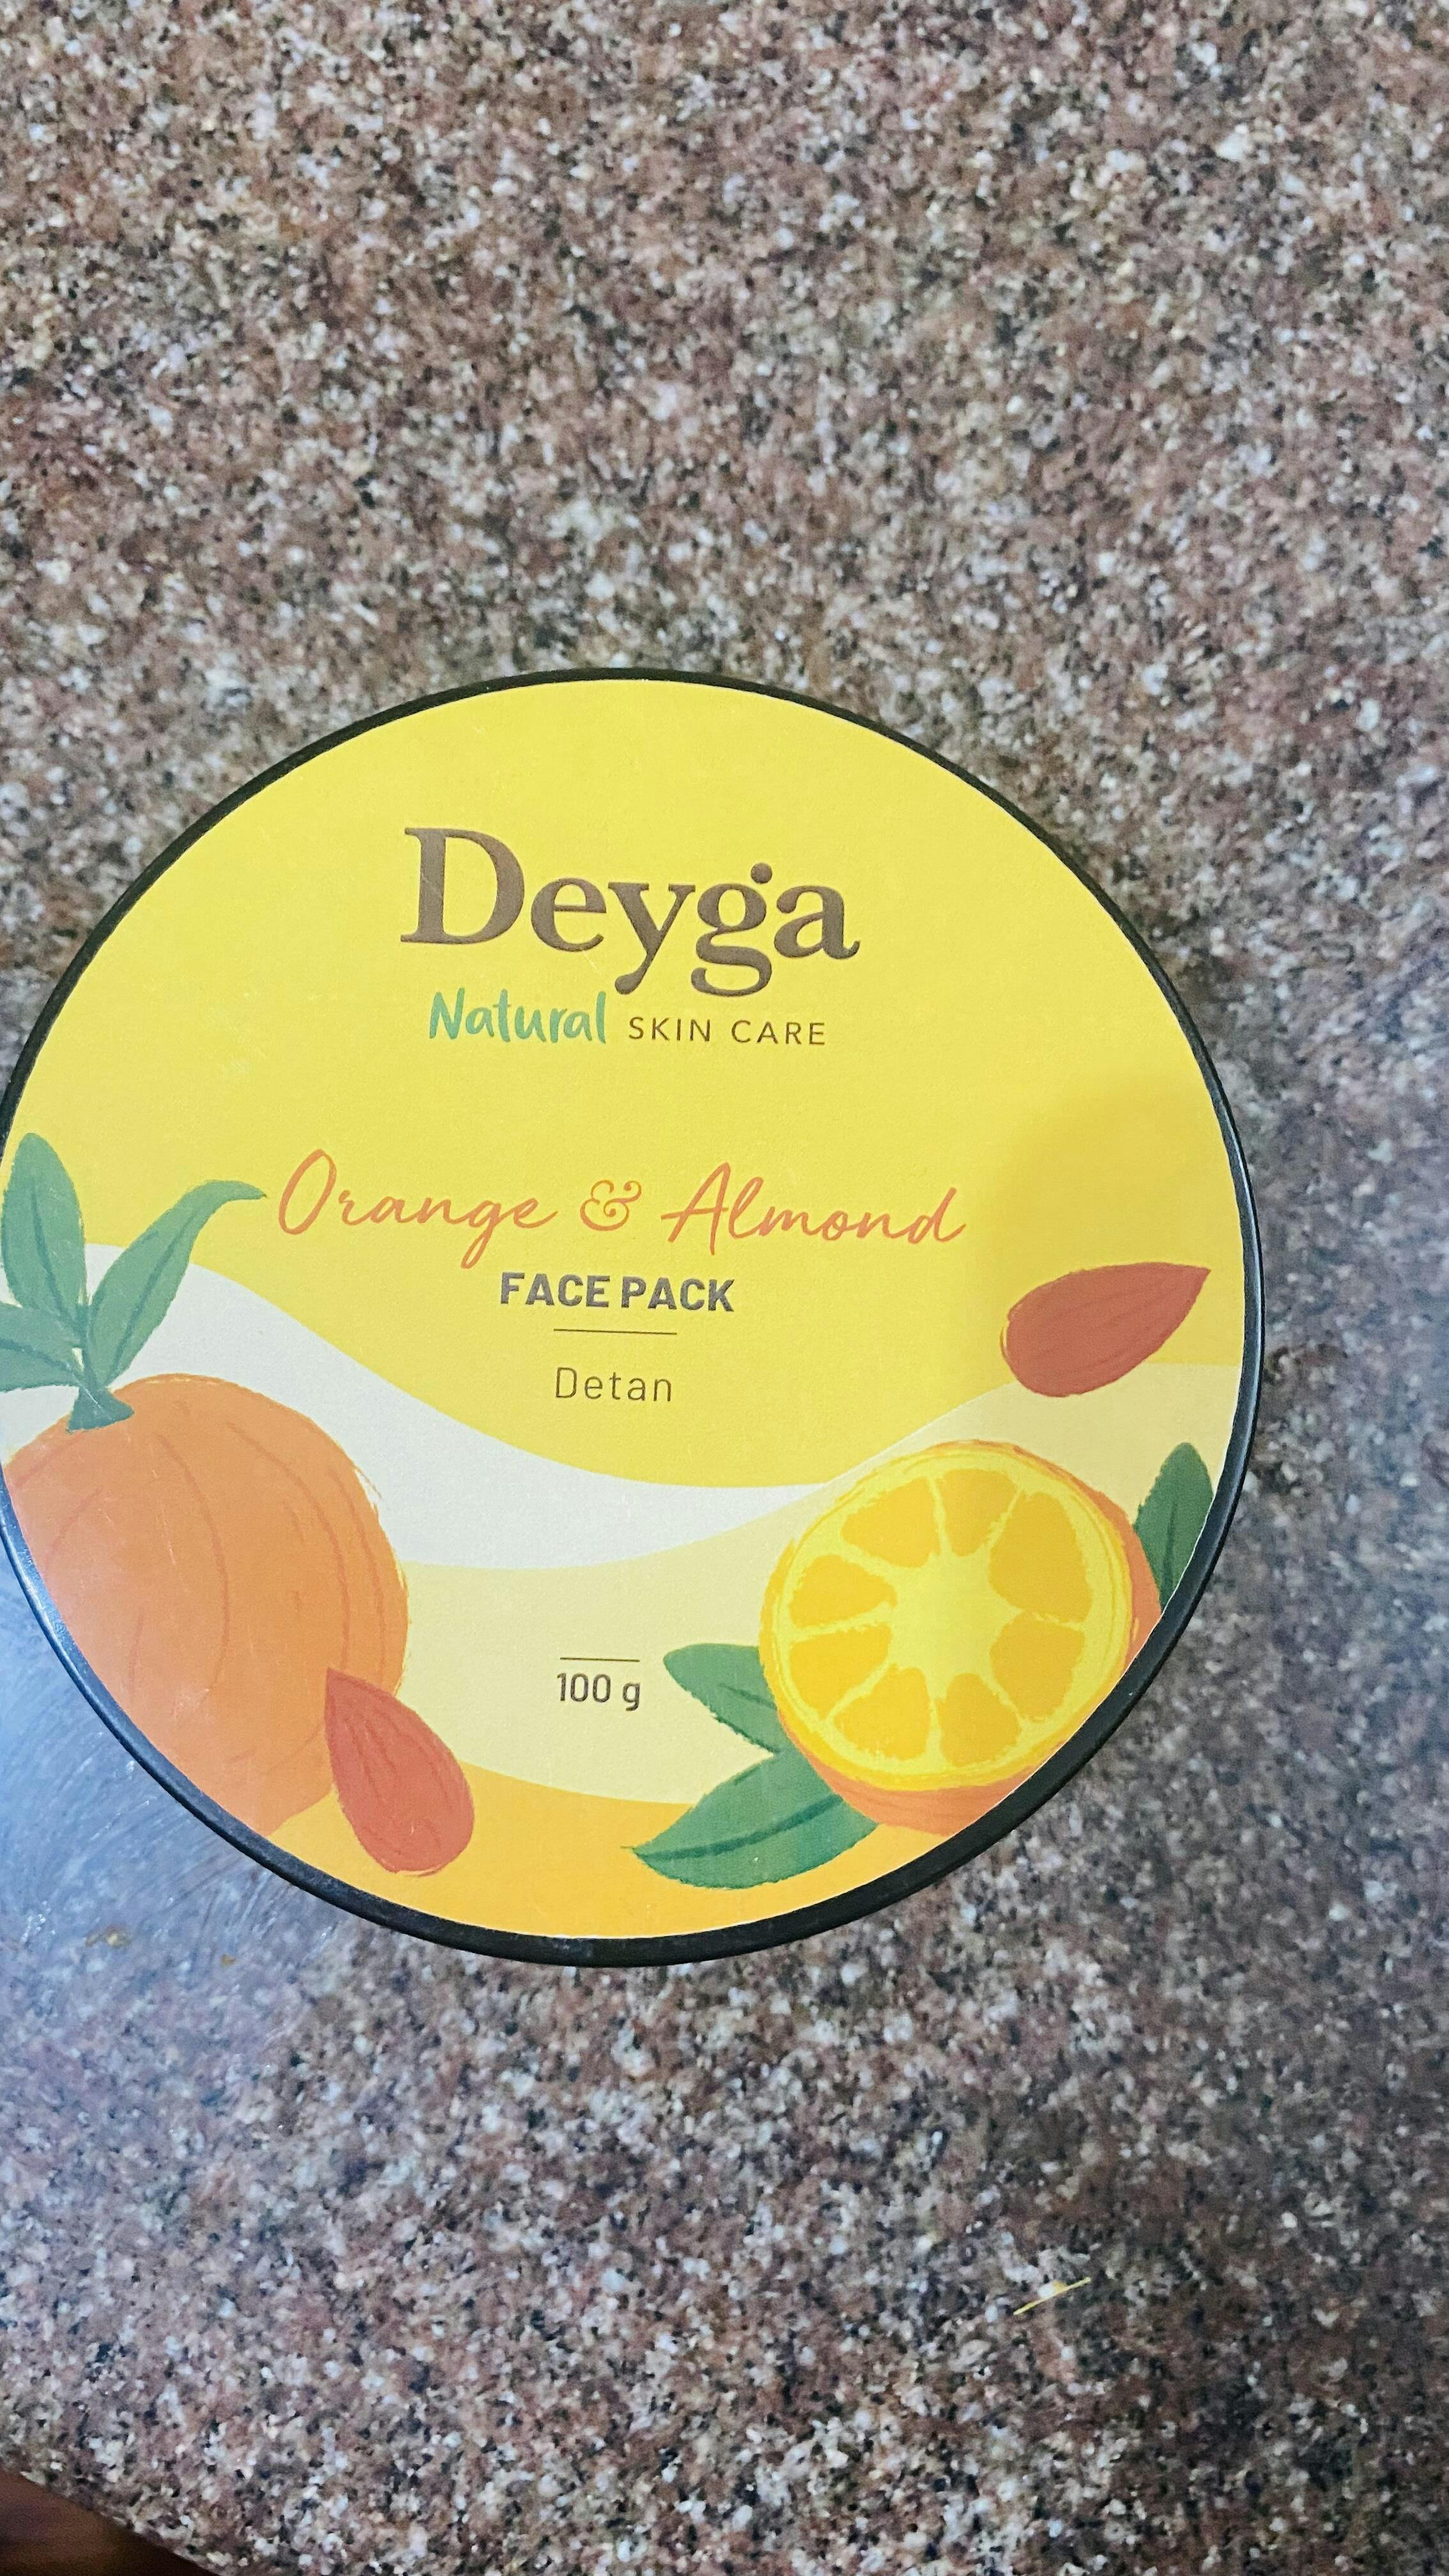 Deyga
Natural SKIN CARE
Orange & Almond
FACE PACK
Detan
100 g